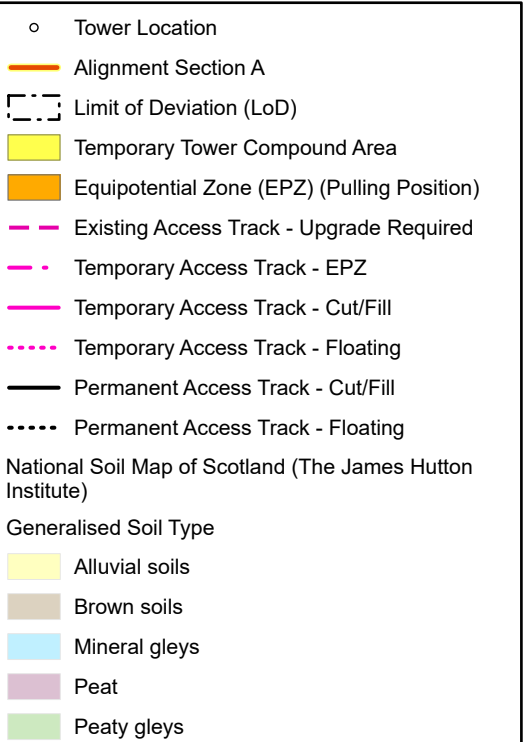 Tower Location
Alignment Section A
Limit of Deviation (LoD)
Temporary Tower Compound Area
Equipotential Zone (EPZ) (Pulling Position)
Existing Access Track - Upgrade Required
Temporary Access Track - EPZ
Temporary Access Track - Cut/Fill
Temporary Access Track - Floating
Permanent Access Track - Cut/Fill
Permanent Access Track - Floating
National Soil Map of Scotland (The James Hutton
Institute)
Generalised Soil Type
Alluvial soils
Brown soils
Mineral gleys
Peat
Peaty gleys